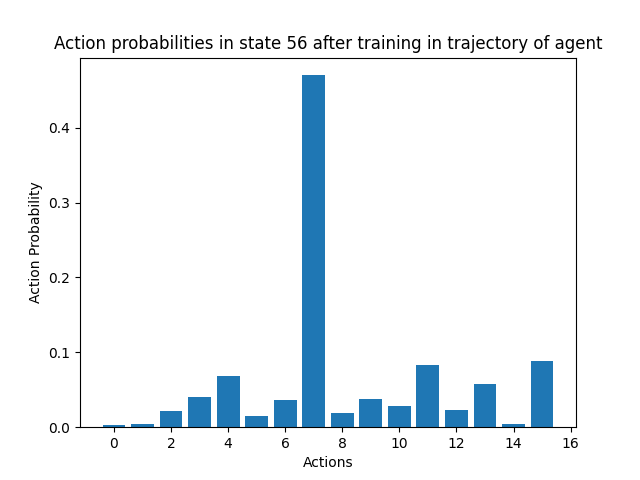 Action probabilities in state 56 after training in trajectory of agent
0.4
0.3
0.2
0.1
0.0
Action Probability
0 2 4 6 8 10 12 14 16
Actions